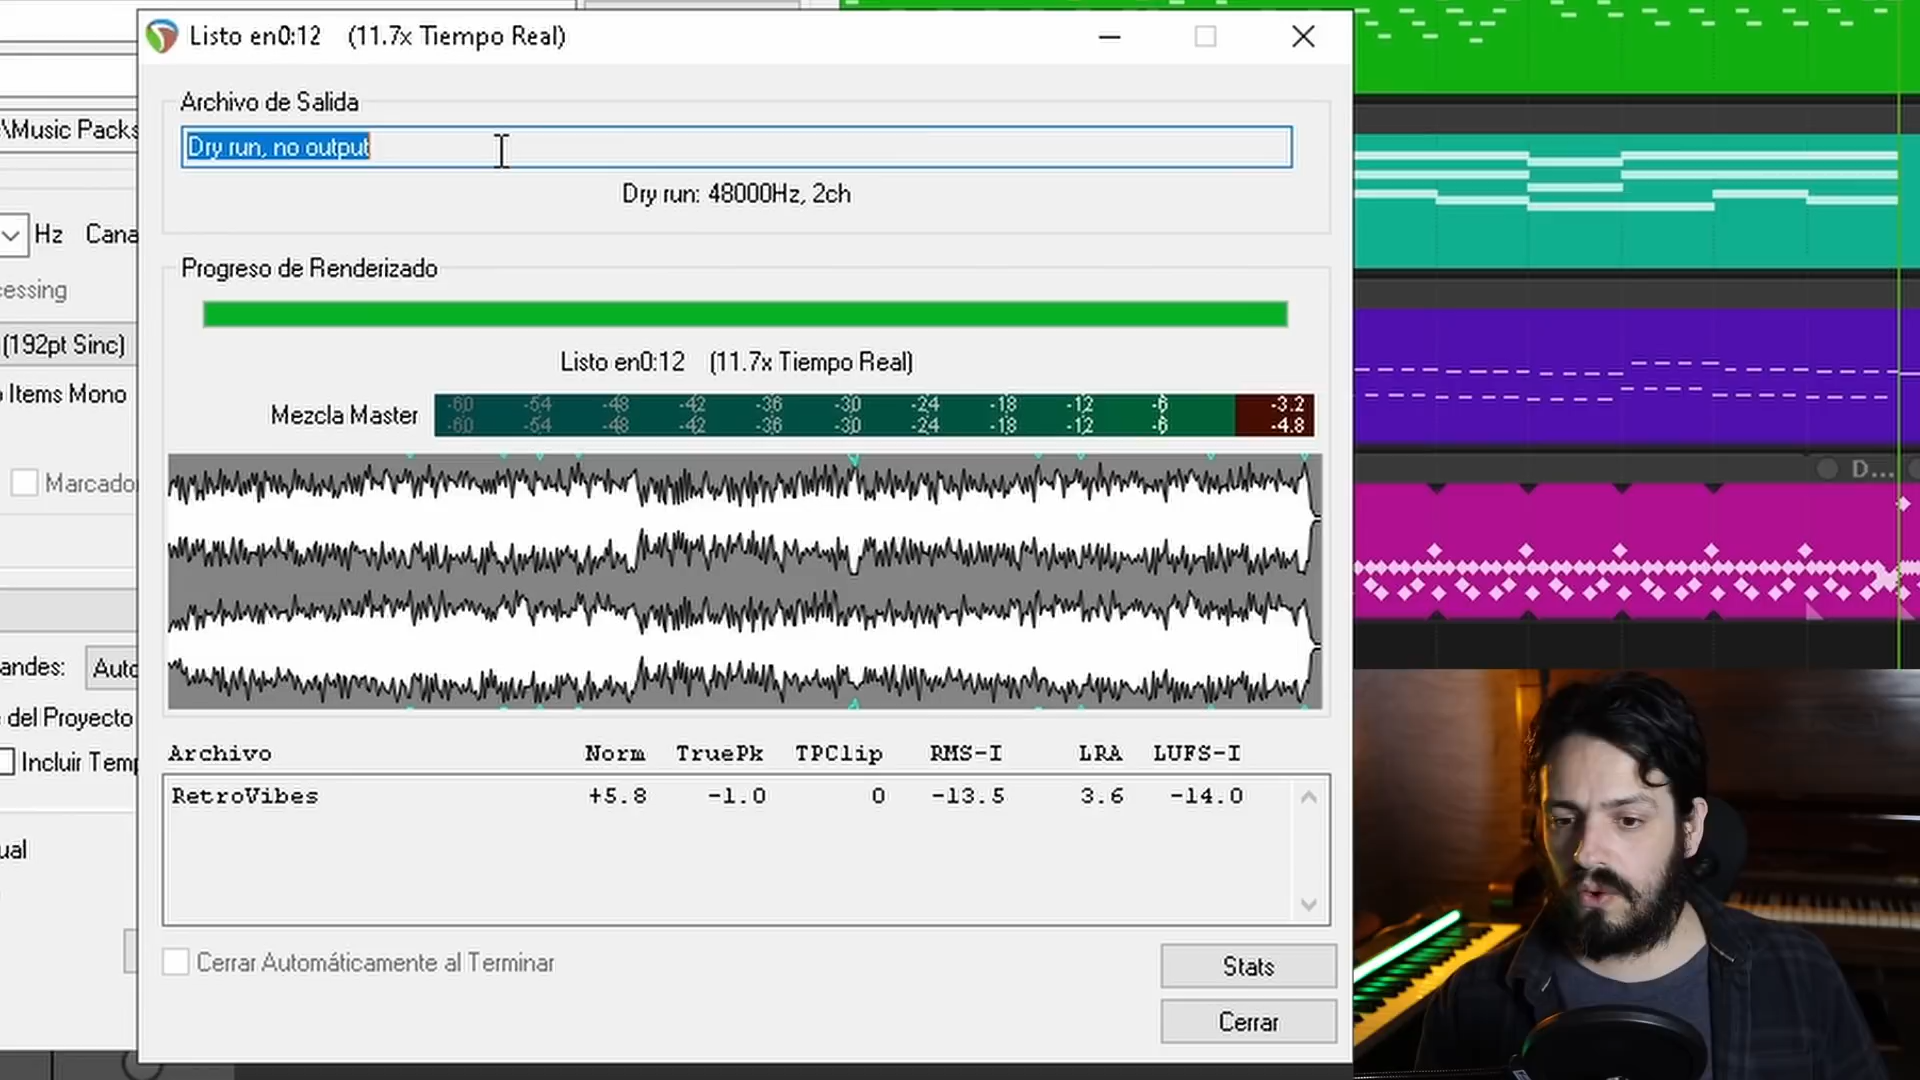 Listo en0:12 (11.7x Tiempo Real)
Archivo de Salida
\Music Packs
Dry run, no output
Dry run: 48000Hz, 2ch
Hz Cana
Progreso de Renderizado
cessing
(192pt Sinc)
Listo en0:12 (11.7x Tiempo Real)
Items Mono
Mezcla Master
-60 -54 -48 -42 -36 -30 -24 -18 -12 -6 -3.2
-60 -54 -48 -42 -36 -30 -24 -18 -12 -6 -4.8
Marcado
D...
andes: Auto
del Proyecto
Incluir Temp
Archivo Norm TruePk TPClip RMS-I LRA LUFS-I
RetroVibes +5.8 -1.0 0 -13.5 3.6 -14.0
ual
Cerrar Automáticamente al Terminar
Stats
Cerrar